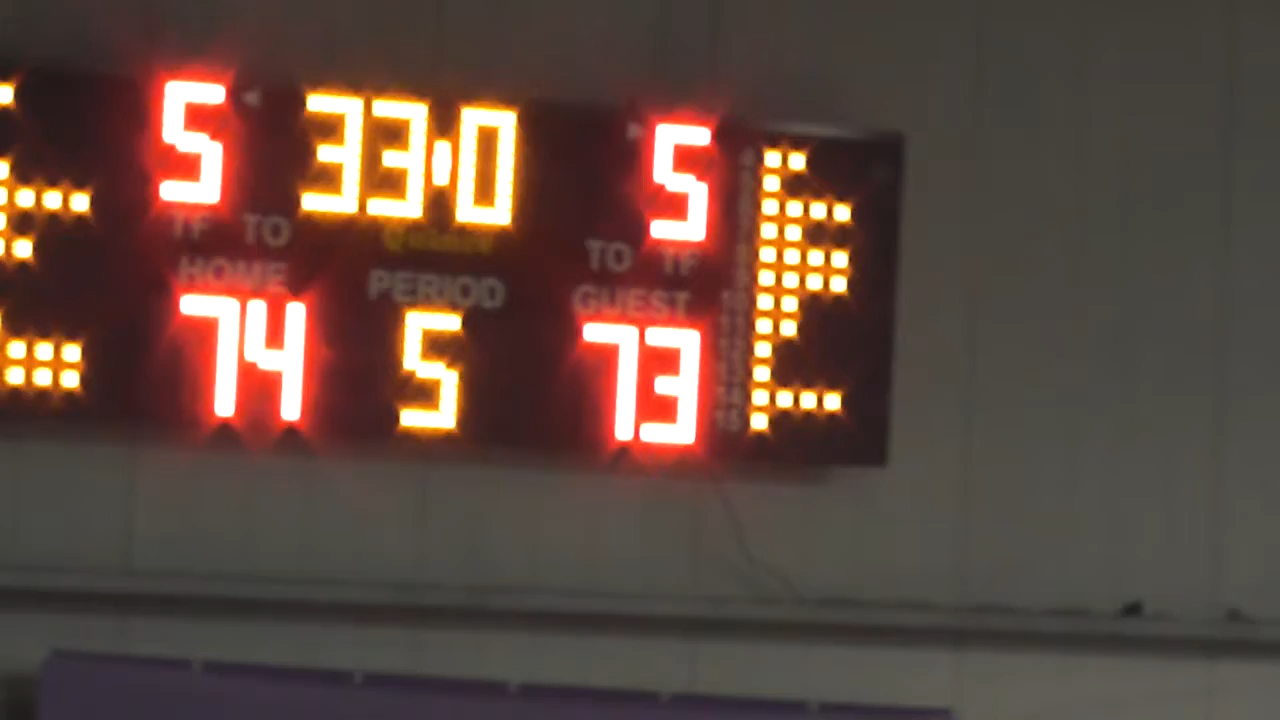 5 33.0 5
TF TO
TO TF
HOME PERIOD GUEST
74 5 73